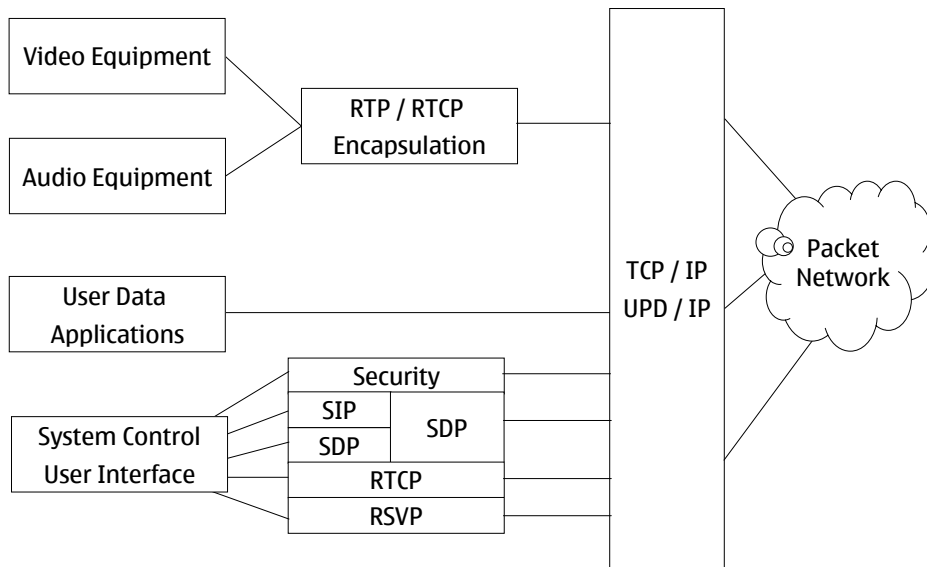 Video Equipment
Audio Equipment
RTP / RTCP
Encapsulation
User Data
Applications
System Control
User Interface
Security
SIP
SDP
SDP
RTCP
RSVP
TCP / IP
UPD / IP
Packet
Network